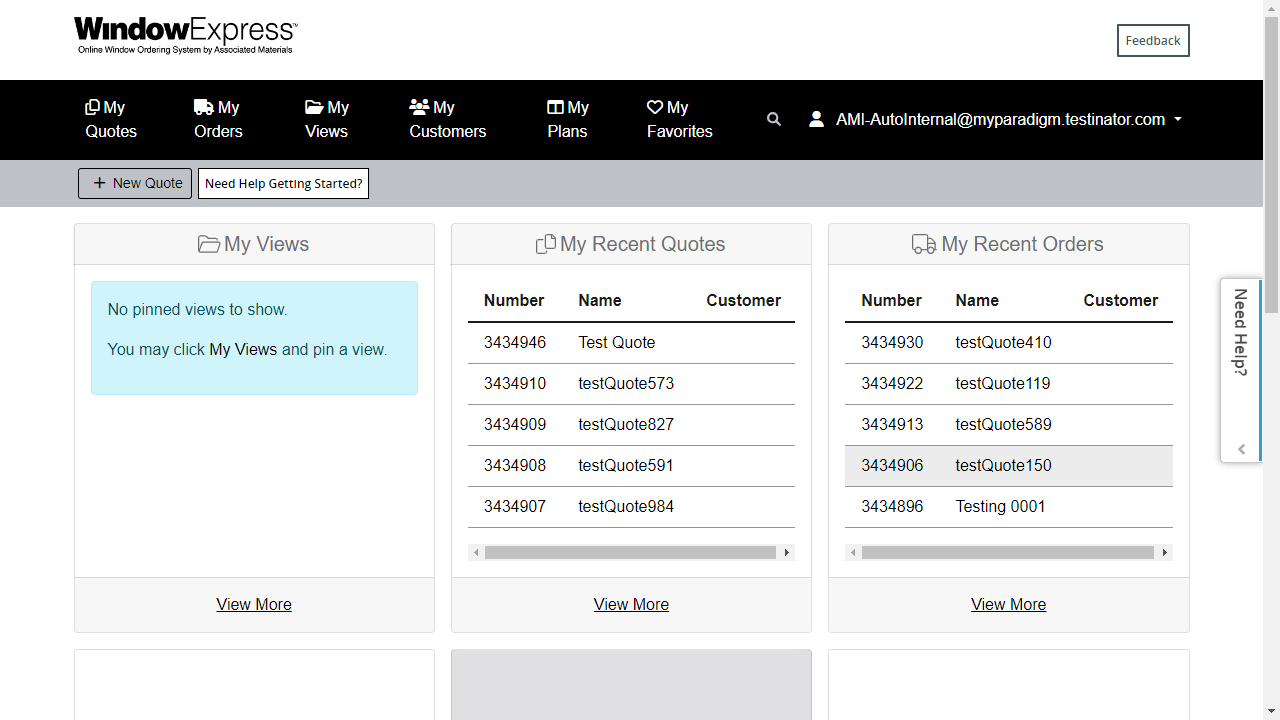 WindowExpress™
Online Window Ordering System by Associated Materials
Feedback
My Quotes
My Orders
My Views
My Customers
My Plans
My Favorites
AMI-AutoInternal@myparadigm.testinator.com
+ New Quote
Need Help Getting Started?
My Views
No pinned views to show.
You may click My Views and pin a view.
View More
My Recent Quotes
Number Name Customer
3434946 Test Quote
3434910 testQuote573
3434909 testQuote827
3434908 testQuote591
3434907 testQuote984
View More
My Recent Orders
Number Name Customer
3434930 testQuote410
3434922 testQuote119
3434913 testQuote589
3434906 testQuote150
3434896 Testing 0001
View More
Need Help?